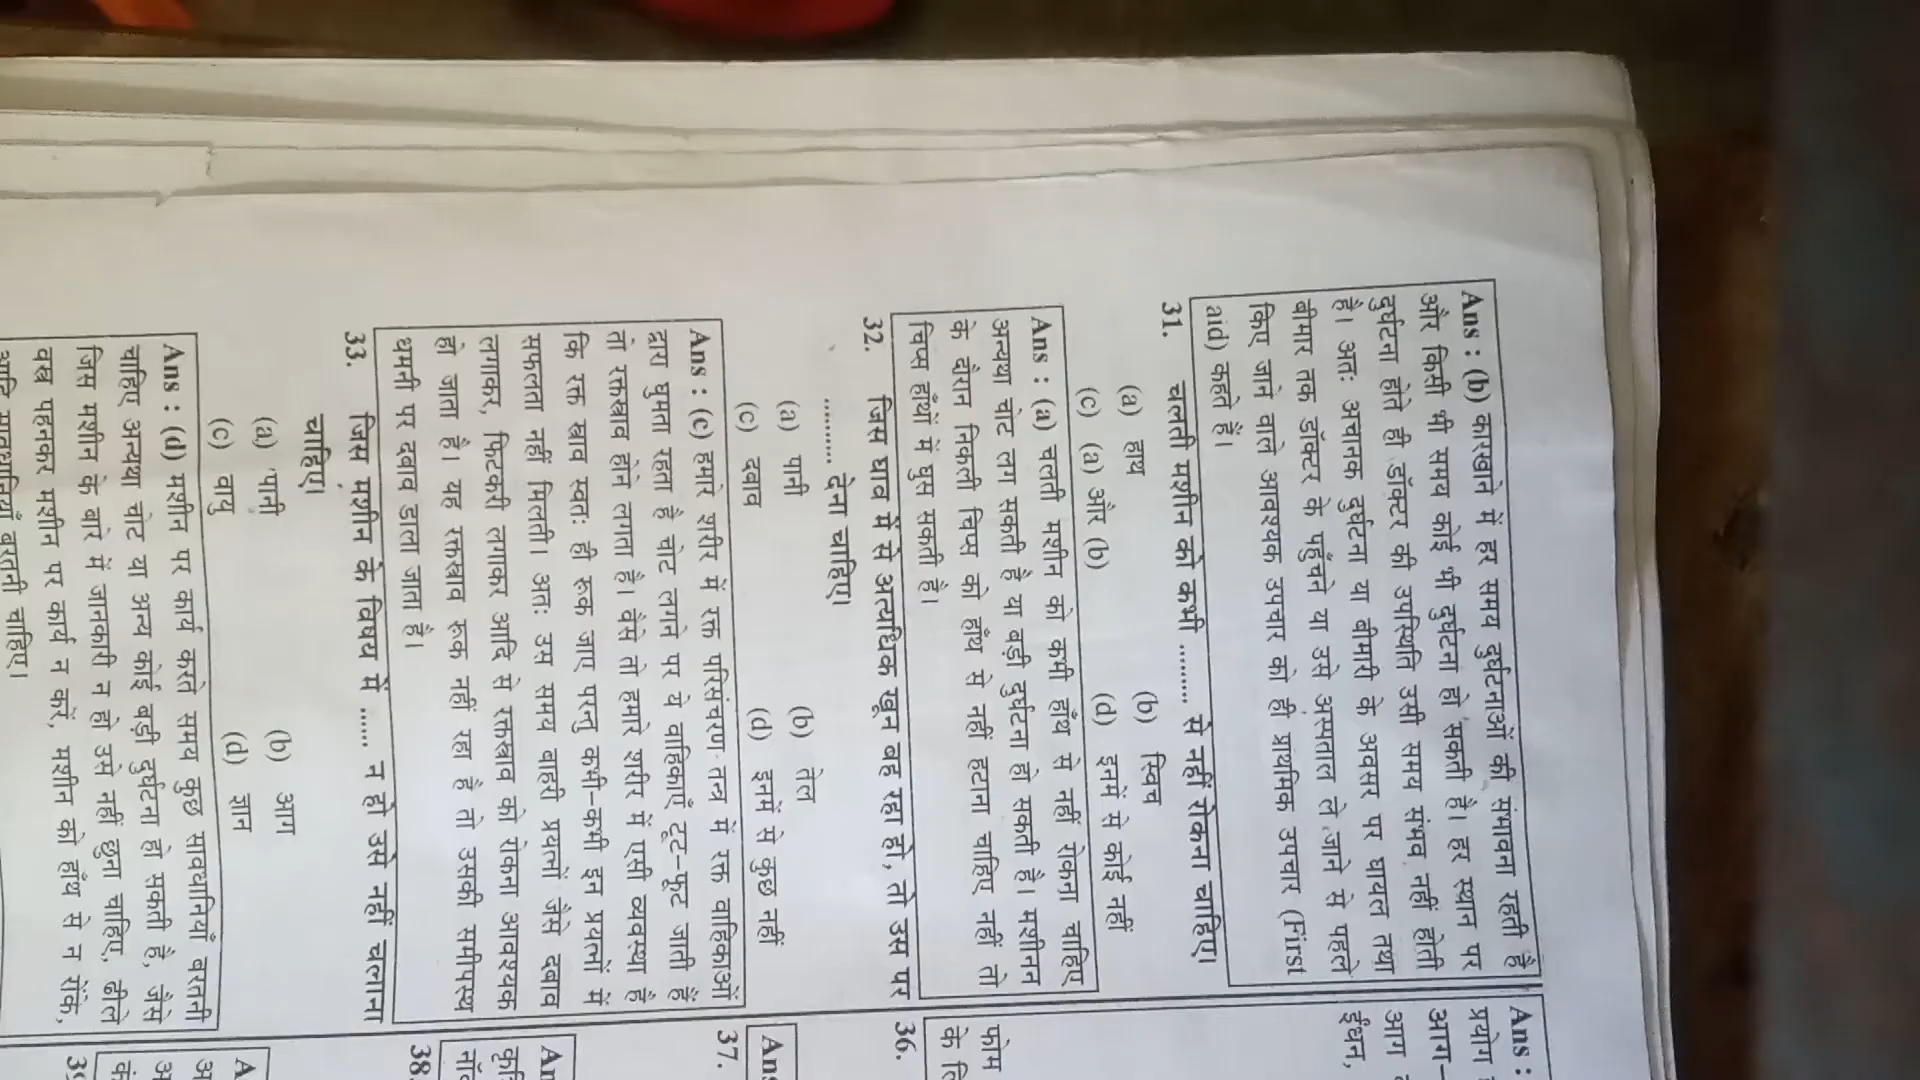 Ans : (b) कारखाने में हर समय दुर्घटनाओं की संभावना रहती है
और किसी भी समय कोई भी दुर्घटना हो सकती है। हर स्थान पर
दुर्घटना होते ही डॉक्टर की उपस्थिति उसी समय संभव नहीं होती
है। अतः अचानक दुर्घटना या बीमारी के अवसर पर घायल तथा
बीमार तक डॉक्टर के पहुँचने या उसे अस्पताल ले जाने से पहले
किए जाने वाले आवश्यक उपचार को ही प्राथमिक उपचार (First
aid) कहते हैं।
31. चलती मशीन को कभी .......... से नहीं रोकना चाहिए।
(a) हाथ (b) स्विच
(c) (a) और (b) (d) इनमें से कोई नहीं
Ans : (a) चलती मशीन को कभी हाँथ से नहीं रोकना चाहिए
अन्यथा चोट लग सकती है या बड़ी दुर्घटना हो सकती है। मशीनन
के दौरान निकलती चिप्स को हाँथ से नहीं हटाना चाहिए नहीं तो
चिप्स हाँथों में घुस सकती हैं।
32. जिस घाव में से अत्यधिक खून बह रहा हो, तो उस पर
........... देना चाहिए।
(a) पानी (b) तेल
(c) दबाव (d) इनमें से कुछ नहीं
Ans : (c) हमारे शरीर में रक्त परिसंचरण तन्त्र में रक्त वाहिकाओं
द्वारा घुमता रहता है चोट लगने पर ये वाहिकाएँ टूट-फूट जाती हैं
तो रक्तस्राव होने लगता है। वैसे तो हमारे शरीर में एसी व्यवस्था है
कि रक्त स्राव स्वतः ही रुक जाए परन्तु कभी-कभी इन प्रयत्नों में
सफलता नहीं मिलती। अतः उस समय बाहरी प्रयत्नों जैसे दबाव
लगाकर, फिटकरी लगाकर आदि से रक्तस्राव को रोकना आवश्यक
हो जाता है। यह रक्तस्राव रूक नहीं रहा है तो उसकी समीपस्थ
धमनी पर दबाव डाला जाता है।
33. जिस मशीन के विषय में ...... न हो उसे नहीं चलाना
चाहिए।
(a) पानी (b) आग
(c) वायु (d) ज्ञान
Ans : (d) मशीन पर कार्य करते समय कुछ सावधानियाँ बरतनी
चाहिए अन्यथा चोट या अन्य कोई बड़ी दुर्घटना हो सकती है, जैसे
जिस मशीन के बारे में जानकारी न हो उसे नहीं छुना चाहिए, ढीले
वस्त्र पहनकर मशीन पर कार्य न करें, मशीन को हाँथ से न रोंके,
आदि सावधानियाँ बरतनी चाहिए।
Ans :
प्रयोग
आग-
आग
ईंधन,
36. फोम
के
Ans
37.
An
38.
A